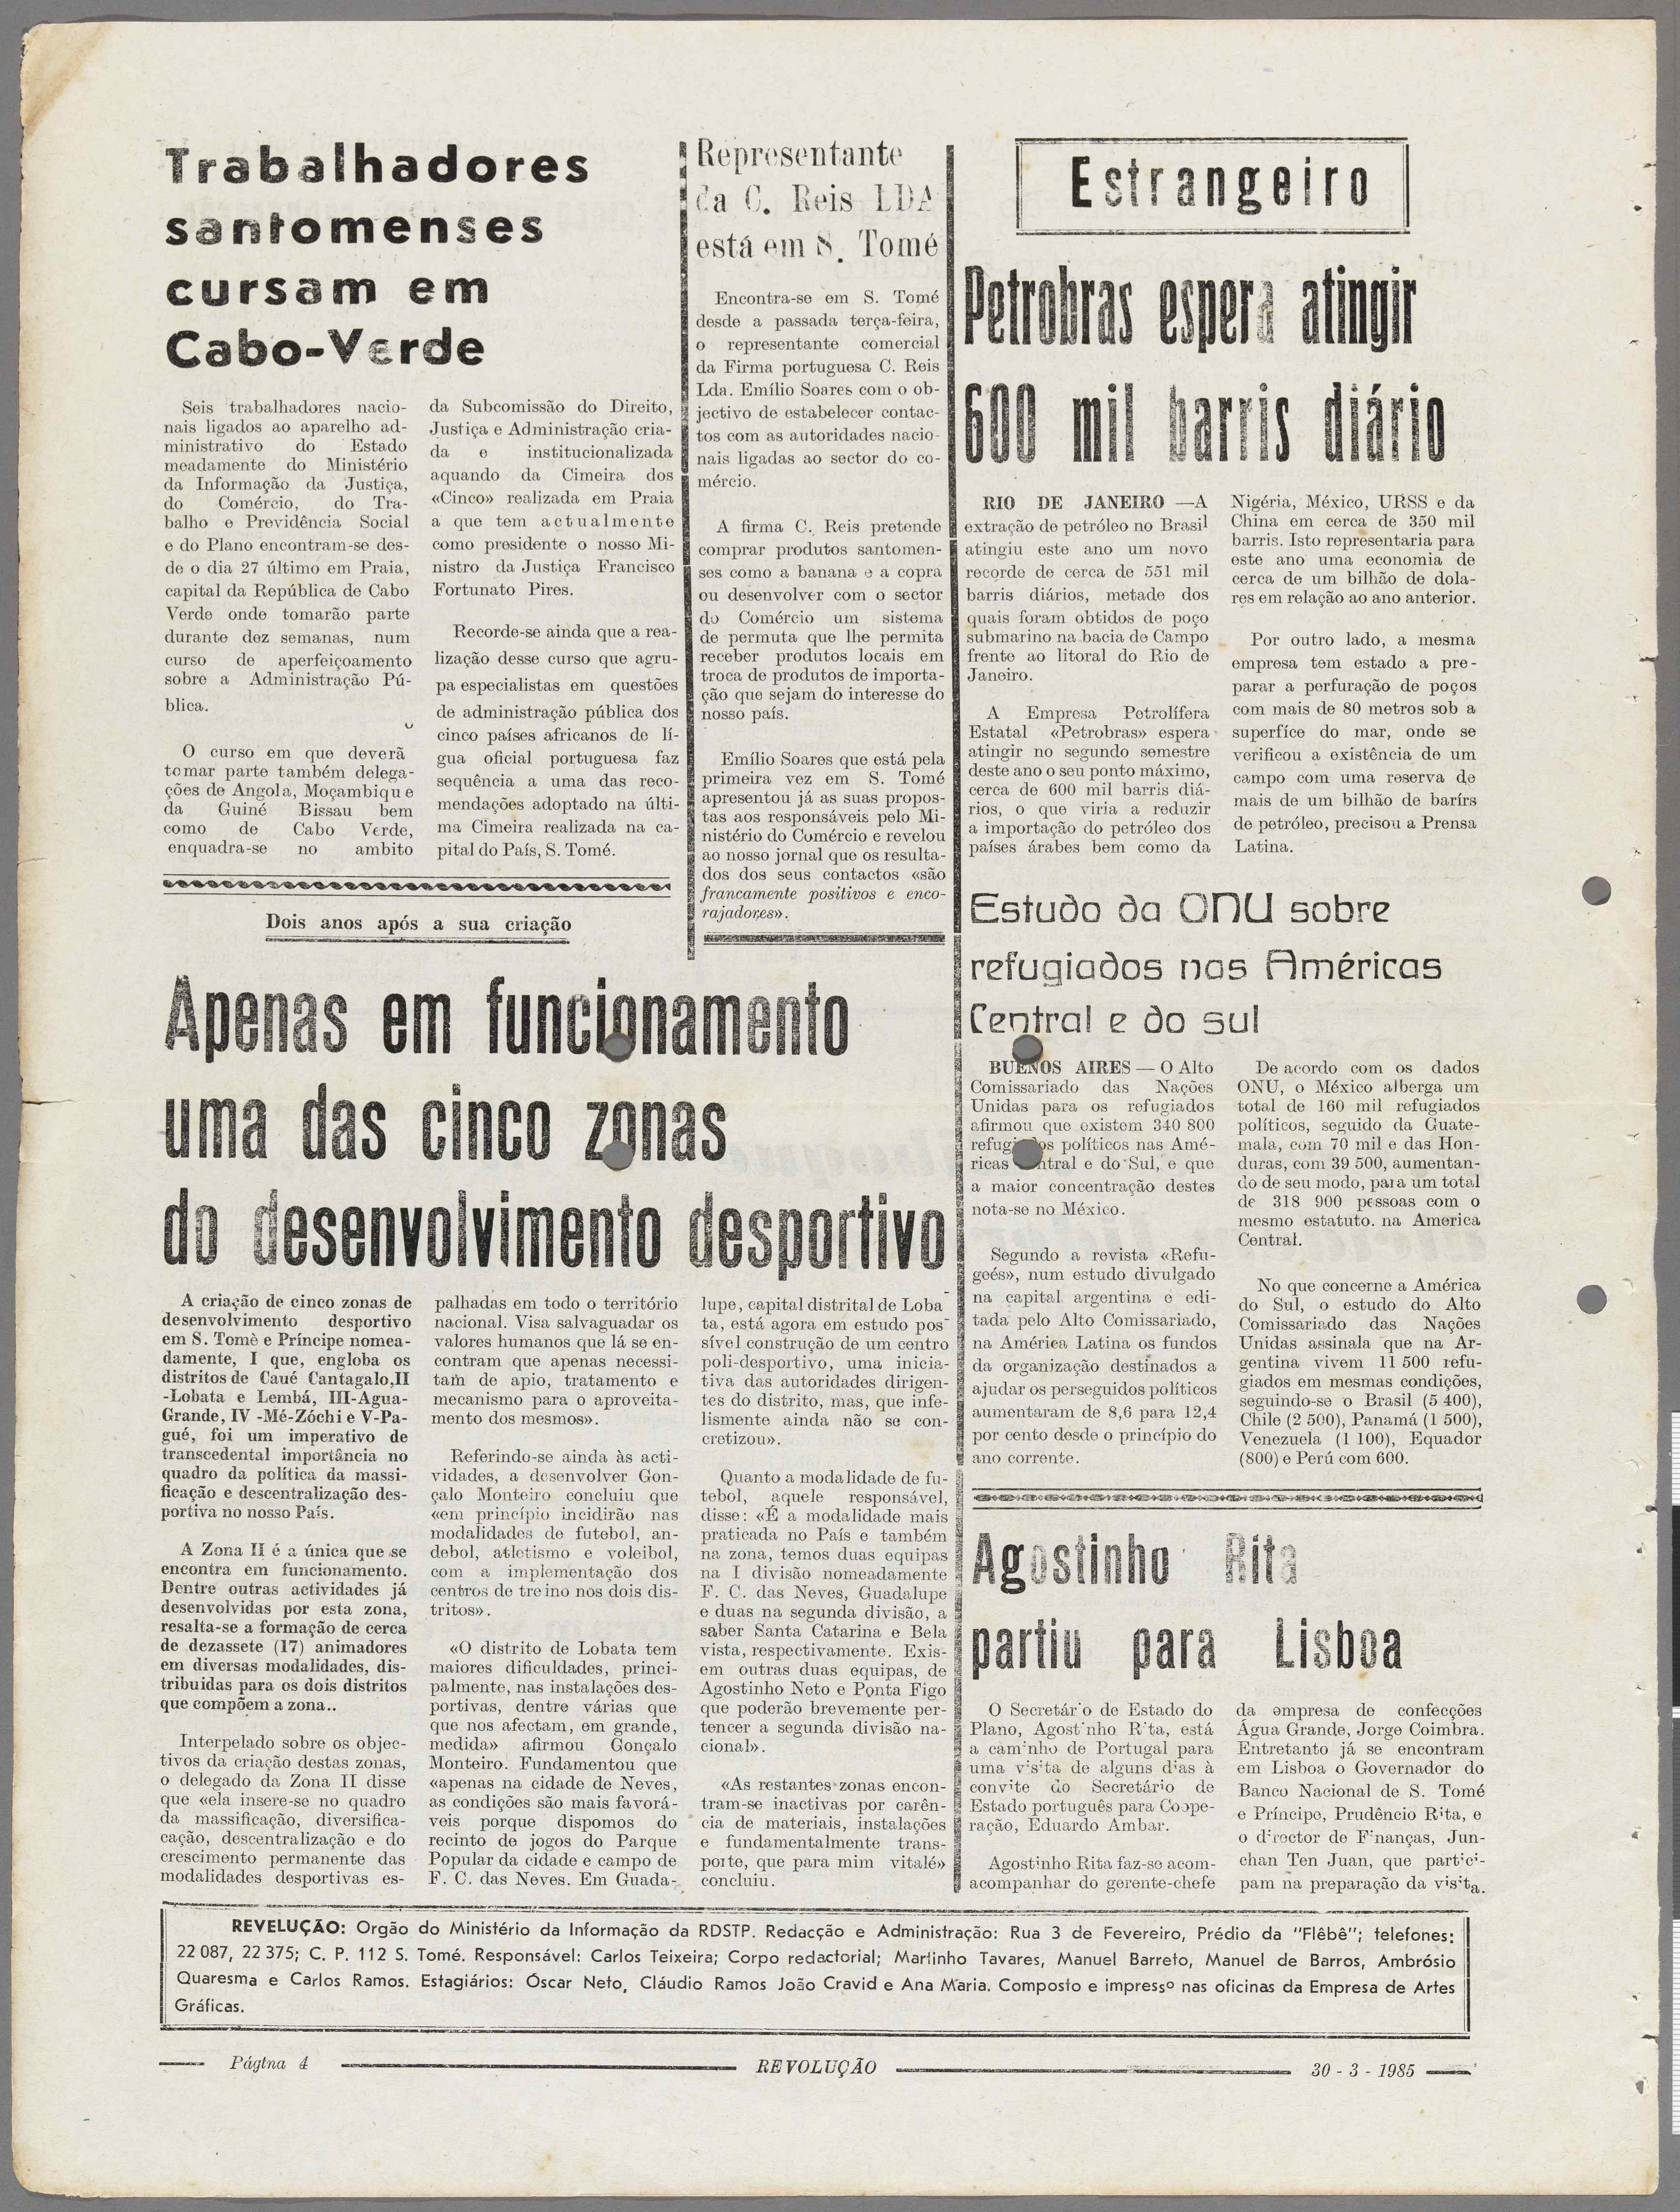 Trabalhadores
santomenses
cursam em
Cabo-Verde
Seis trabalhadores nacio-
nais ligados ao aparelho ad-
ministrativo do Estado
meadamente do Ministério
da Informação da Justiça,
do Comércio, do Tra-
balho e Previdência Social
e do Plano encontram-se des-
de o dia 27 último em Praia,
capital da República de Cabo
Verde onde tomarão parte
durante dez semanas, num
curso de aperfeiçoamento
sobre a Administração Pú-
blica.
O curso em que deverã
tomar parte também delega-
ções de Angola, Moçambique
da Guiné Bissau bem
como de Cabo Verde,
enquadra-se no ambito
da Subcomissão do Direito,
Justiça e Administração cria-
da e institucionalizada
aquando da Cimeira dos
«Cinco» realizada em Praia
a que tem actualmente
como presidente o nosso Mi-
nistro da Justiça Francisco
Fortunato Pires.
Recorde-se ainda que a rea-
lização desse curso que agru-
pa especialistas em questões
de administração pública dos
cinco países africanos de lí-
gua oficial portuguesa faz
sequência a uma das reco-
mendações adoptado na últi-
ma Cimeira realizada na ca-
pital do País, S. Tomé.
Representante
da C. Reis LDA
está em S. Tomé
Encontra-se em S. Tomé
desde a passada terça-feira,
o representante comercial
da Firma portuguesa C. Reis
Lda. Emílio Soares com o ob-
jectivo de estabelecer contac-
tos com as autoridades nacio-
nais ligadas ao sector do co-
mércio.
A firma C. Reis pretende
comprar produtos santomen-
ses como a banana e a copra
ou desenvolver com o sector
do Comércio um sistema
de permuta que lhe permita
receber produtos locais em
troca de produtos de importa-
ção que sejam do interesse do
nosso país.
Emílio Soares que está pela
primeira vez em S. Tomé
apresentou já as suas propos-
tas aos responsáveis pelo Mi-
nistério do Comércio e revelou
ao nosso jornal que os resulta-
dos dos seus contactos «são
francamente positivos e enco-
rajadores».
Estrangeiro
Petrobras espera atingir
600 mil barris diário
RIO DE JANEIRO —A
extração de petróleo no Brasil
atingiu este ano um novo
recorde de cerca de 551 mil
barris diários, metade dos
quais foram obtidos de poço
submarino na bacia de Campo
frente ao litoral do Rio de
Janeiro.
A Empresa Petrolífera
Estatal «Petrobras» espera
atingir no segundo semestre
deste ano o seu ponto máximo,
cerca de 600 mil barris diá-
rios, o que viria a reduzir
a importação do petróleo dos
países árabes bem como da
Nigéria, México, URSS e da
China em cerca de 350 mil
barris. Isto representaria para
este ano uma economia de
cerca de um bilhão de dola-
res em relação ao ano anterior.
Por outro lado, a mesma
empresa tem estado a pre-
parar a perfuração de poços
com mais de 80 metros sob a
superfíce do mar, onde se
verificou a existência de um
campo com uma reserva de
mais de um bilhão de barírs
de petróleo, precisou a Prensa
Latina.
Estudo da ONU sobre
refugiados nas Américas
Central e do sul
BUENOS AIRES — O Alto
Comissariado das Nações
Unidas para os refugiados
afirmou que existem 340 800
refugiados políticos nas Amé-
ricas Central e do Sul, e que
a maior concentração destes
nota-se no México.
Segundo a revista «Refu-
geés», num estudo divulgado
na capital argentina e edi-
tada pelo Alto Comissariado,
na América Latina os fundos
da organização destinados a
ajudar os perseguidos políticos
aumentaram de 8,6 para 12,4
por cento desde o princípio do
ano corrente.
De acordo com os dados
ONU, o México alberga um
total de 160 mil refugiados
políticos, seguido da Guate-
mala, com 70 mil e das Hon-
duras, com 39 500, aumentan-
do de seu modo, para um total
de 318 900 pessoas com o
mesmo estatuto. na America
Central.
No que concerne a América
do Sul, o estudo do Alto
Comissariado das Nações
Unidas assinala que na Ar-
gentina vivem 11 500 refu-
giados em mesmas condições,
seguindo-se o Brasil (5 400),
Chile (2 500), Panamá (1 500),
Venezuela (1 100), Equador
(800) e Perú com 600.
Dois anos após a sua criação
Apenas em funcionamento
uma das cinco zonas
do desenvolvimento desportivo
A criação de cinco zonas de
desenvolvimento desportivo
em S. Tomè e Príncipe nomea-
damente, I que, engloba os
distritos de Caué Cantagalo,II
-Lobata e Lembá, III-Agua-
Grande, IV -Mé-Zóchi e V-Pa-
gué, foi um imperativo de
transcedental importância no
quadro da política da massi-
ficação e descentralização des-
portiva no nosso País.
A Zona II é a única que se
encontra em funcionamento.
Dentre outras actividades já
desenvolvidas por esta zona,
resalta-se a formação de cerca
de dezassete (17) animadores
em diversas modalidades, dis-
tribuidas para os dois distritos
que compõem a zona..
Interpelado sobre os objec-
tivos da criação destas zonas,
o delegado da Zona II disse
que «ela insere-se no quadro
da massificação, diversifica-
cação, descentralização e do
crescimento permanente das
modalidades desportivas es-
palhadas em todo o território
nacional. Visa salvaguadar os
valores humanos que lá se en-
contram que apenas necessi-
tam de apio, tratamento e
mecanismo para o aproveita-
mento dos mesmos».
Referindo-se ainda às acti-
vidades, a desenvolver Gon-
çalo Monteiro concluiu que
«em princípio incidirão nas
modalidades de futebol, an-
debol, atletismo e voleibol,
com a implementação dos
centros de treino nos dois dis-
tritos».
«O distrito de Lobata tem
maiores dificuldades, princi-
palmente, nas instalações des-
portivas, dentre várias que
que nos afectam, em grande,
medida» afirmou Gonçalo
Monteiro. Fundamentou que
«apenas na cidade de Neves,
as condições são mais favorá-
veis porque dispomos do
recinto de jogos do Parque
Popular da cidade e campo de
F. C. das Neves. Em Guada-
lupe, capital distrital de Loba-
ta, está agora em estudo pos-
sível construção de um centro
poli-desportivo, uma inicia-
tiva das autoridades dirigen-
tes do distrito, mas, que infe-
lismente ainda não se con-
cretizou».
Quanto a modalidade de fu-
tebol, aquele responsável,
disse: «É a modalidade mais
praticada no País e também
na zona, temos duas equipas
na I divisão nomeadamente
F. C. das Neves, Guadalupe
e duas na segunda divisão, a
saber Santa Catarina e Bela
vista, respectivamente. Exis-
em outras duas equipas, de
Agostinho Neto e Ponta Figo
que poderão brevemente per-
tencer a segunda divisão na-
cional».
«As restantes zonas encon-
tram-se inactivas por carên-
cia de materiais, instalações
e fundamentalmente trans-
porte, que para mim vitalé»
concluiu.
Agostinho Rita
partiu para Lisboa
O Secretário de Estado do
Plano, Agostinho Rita, está
a caminho de Portugal para
uma visita de alguns dias à
convite do Secretário de
Estado português para Coope-
ração, Eduardo Ambar.
Agostinho Rita faz-se acom-
acompanhar do gerente-chefe
da empresa de confecções
Água Grande, Jorge Coimbra.
Entretanto já se encontram
em Lisboa o Governador do
Banco Nacional de S. Tomé
e Príncipe, Prudêncio Rita, e
o director de Finanças, Jun-
chan Ten Juan, que partici-
pam na preparação da visita.
REVELUÇÃO: Orgão do Ministério da Informação da RDSTP. Redacção e Administração: Rua 3 de Fevereiro, Prédio da "Flêbê"; telefones:
22 087, 22 375; C. P. 112 S. Tomé. Responsável: Carlos Teixeira; Corpo redactorial; Martinho Tavares, Manuel Barreto, Manuel de Barros, Ambrósio
Quaresma e Carlos Ramos. Estagiários: Óscar Neto, Cláudio Ramos João Cravid e Ana Maria. Composto e impresso nas oficinas da Empresa de Artes
Gráficas.
Página 4 REVOLUÇÃO 30 - 3 - 1985